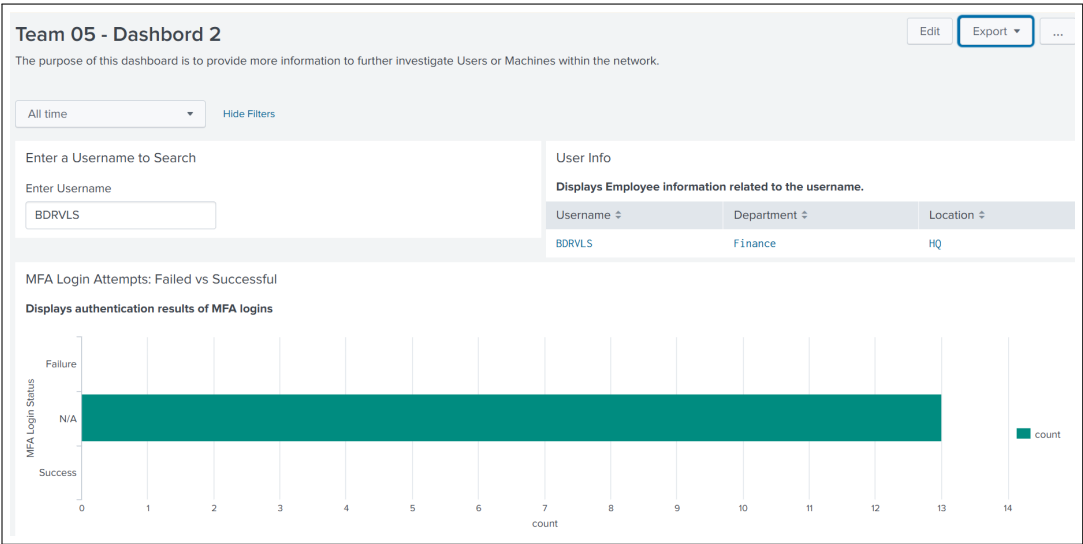 Team 05 - Dashbord 2
Edit
Export
...
The purpose of this dashboard is to provide more information to further investigate Users or Machines within the network.
All time
Hide Filters
Enter a Username to Search
Enter Username
BDRVLS
User Info
Displays Employee information related to the username.
Username Department Location
BDRVLS Finance HQ
MFA Login Attempts: Failed vs Successful
Displays authentication results of MFA logins
MFA Login Status
Failure
N/A
Success
0 1 2 3 4 5 6 7 8 9 10 11 12 13 14
count
count